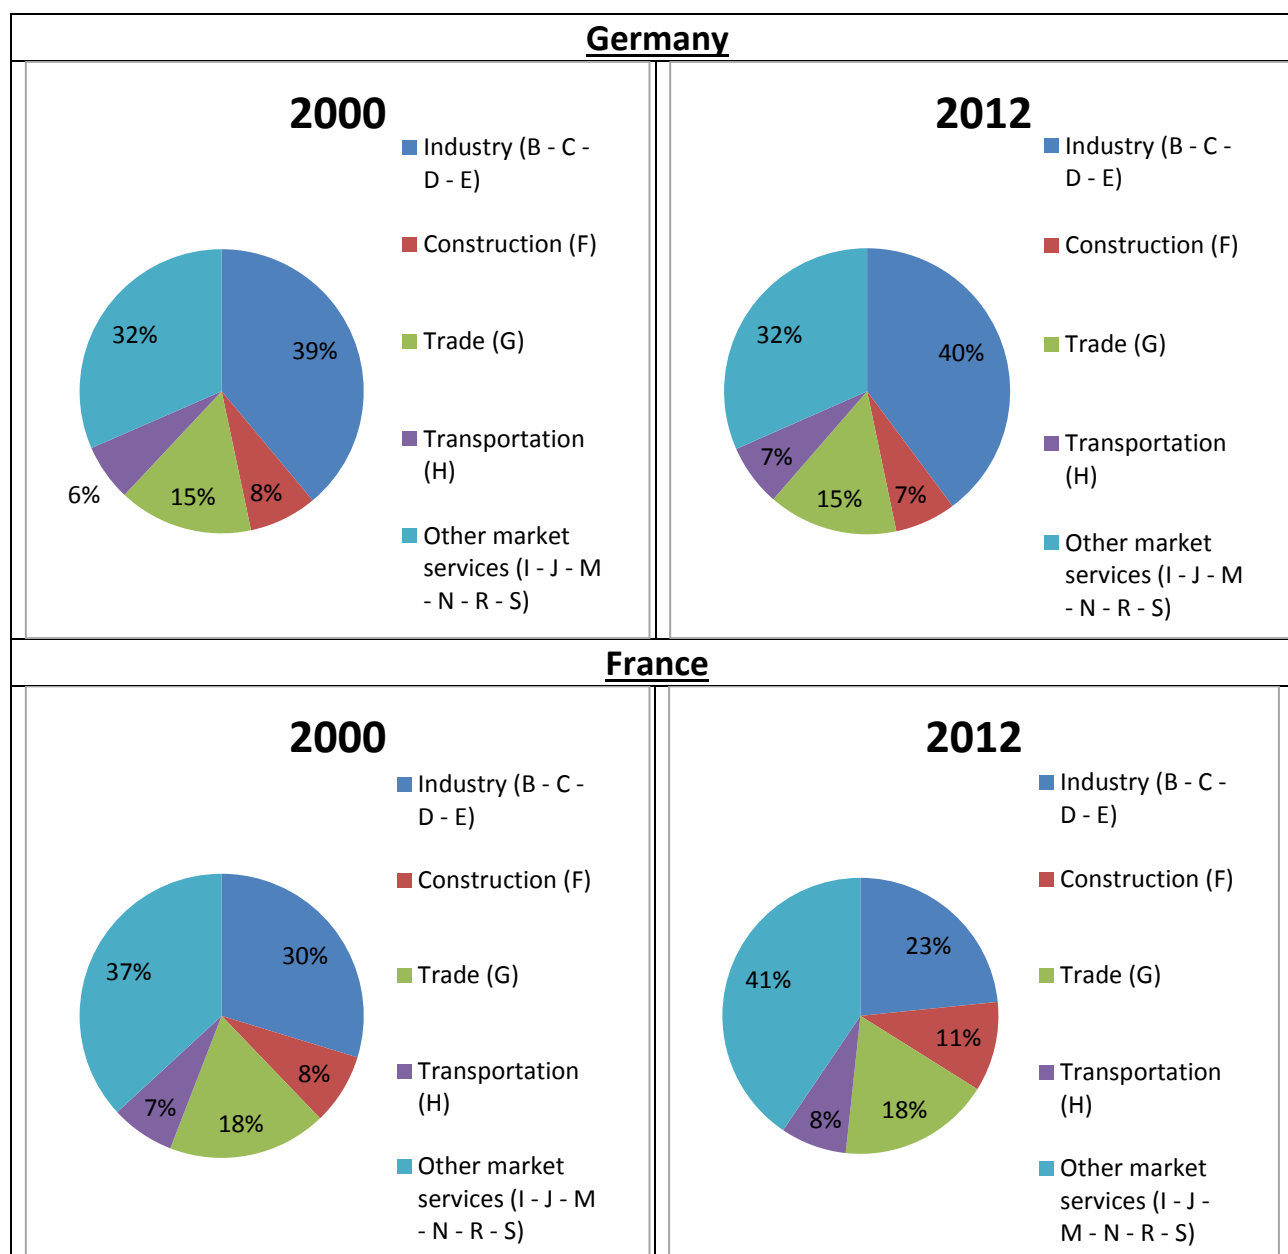 Germany
2000
Industry (B - C -
D - E)
Construction (F)
Trade (G)
Transportation
(H)
Other market
services (I - J - M
- N - R - S)
32%
39%
6%
15%
8%
2012
Industry (B - C -
D - E)
Construction (F)
Trade (G)
Transportation
(H)
Other market
services (I - J - M
- N - R - S)
32%
40%
7%
15%
7%
France
2000
Industry (B - C -
D - E)
Construction (F)
Trade (G)
Transportation
(H)
Other market
services (I - J - M
- N - R - S)
37%
30%
8%
7%
18%
2012
Industry (B - C -
D - E)
Construction (F)
Trade (G)
Transportation
(H)
Other market
services (I - J -
M - N - R - S)
23%
41%
11%
18%
8%